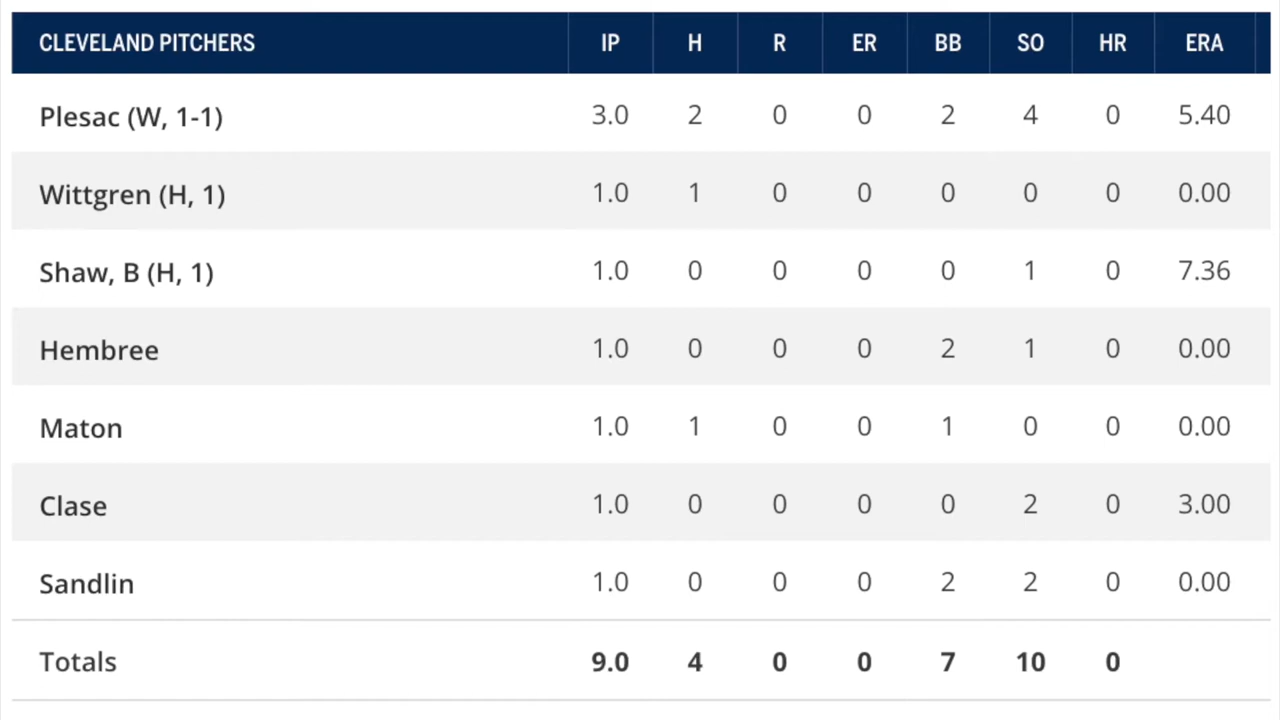 CLEVELAND PITCHERS IP H R ER BB SO HR ERA
Plesac (W, 1-1) 3.0 2 0 0 2 4 0 5.40
Wittgren (H, 1) 1.0 1 0 0 0 0 0 0.00
Shaw, B (H, 1) 1.0 0 0 0 0 1 0 7.36
Hembree 1.0 0 0 0 2 1 0 0.00
Maton 1.0 1 0 0 1 0 0 0.00
Clase 1.0 0 0 0 0 2 0 3.00
Sandlin 1.0 0 0 0 2 2 0 0.00
Totals 9.0 4 0 0 7 10 0